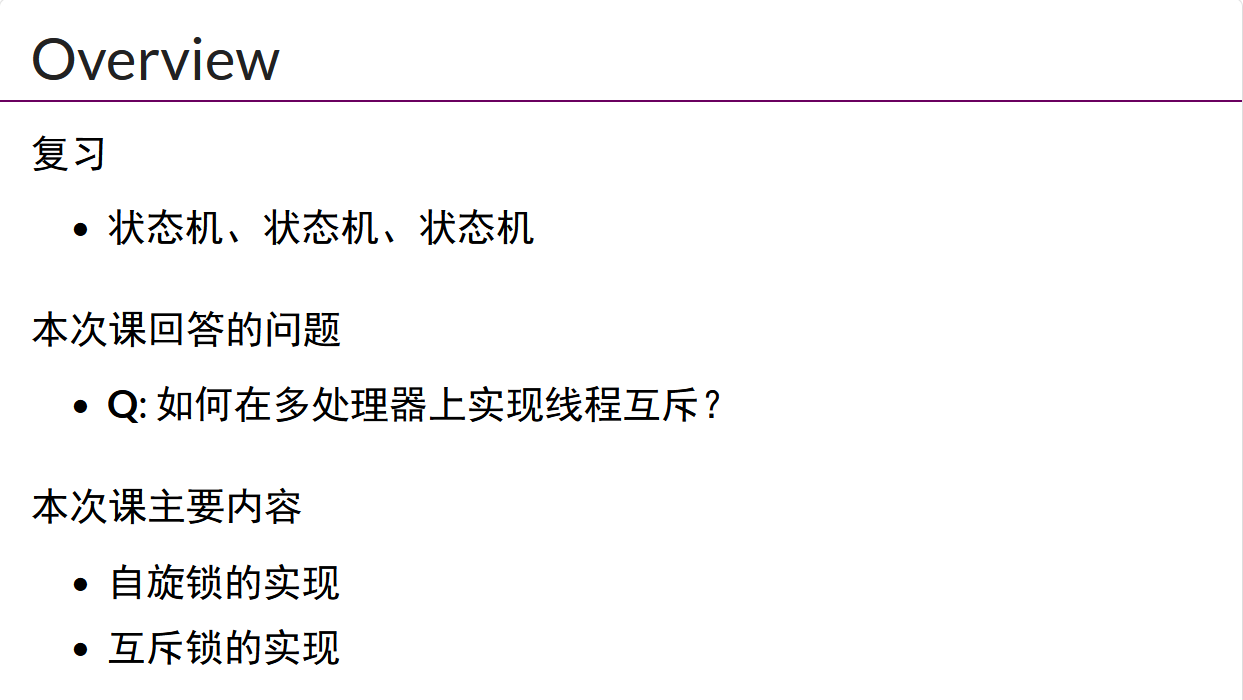 Overview
复习
• 状态机、状态机、状态机
本次课回答的问题
• Q: 如何在多处理器上实现线程互斥？
本次课主要内容
• 自旋锁的实现
• 互斥锁的实现